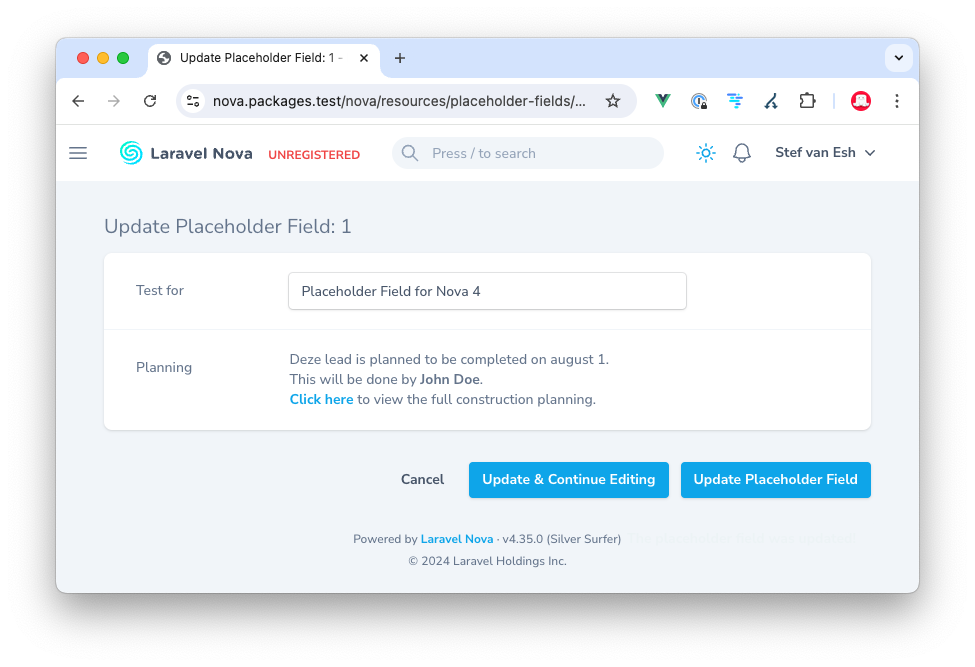 Update Placeholder Field: 1 -
nova.packages.test/nova/resources/placeholder-fields/...
Laravel Nova
UNREGISTERED
Press / to search
Stef van Esh
Update Placeholder Field: 1
Test for
Placeholder Field for Nova 4
Planning
Deze lead is planned to be completed on august 1.
This will be done by John Doe.
Click here to view the full construction planning.
Cancel
Update & Continue Editing
Update Placeholder Field
Powered by Laravel Nova · v4.35.0 (Silver Surfer)
© 2024 Laravel Holdings Inc.